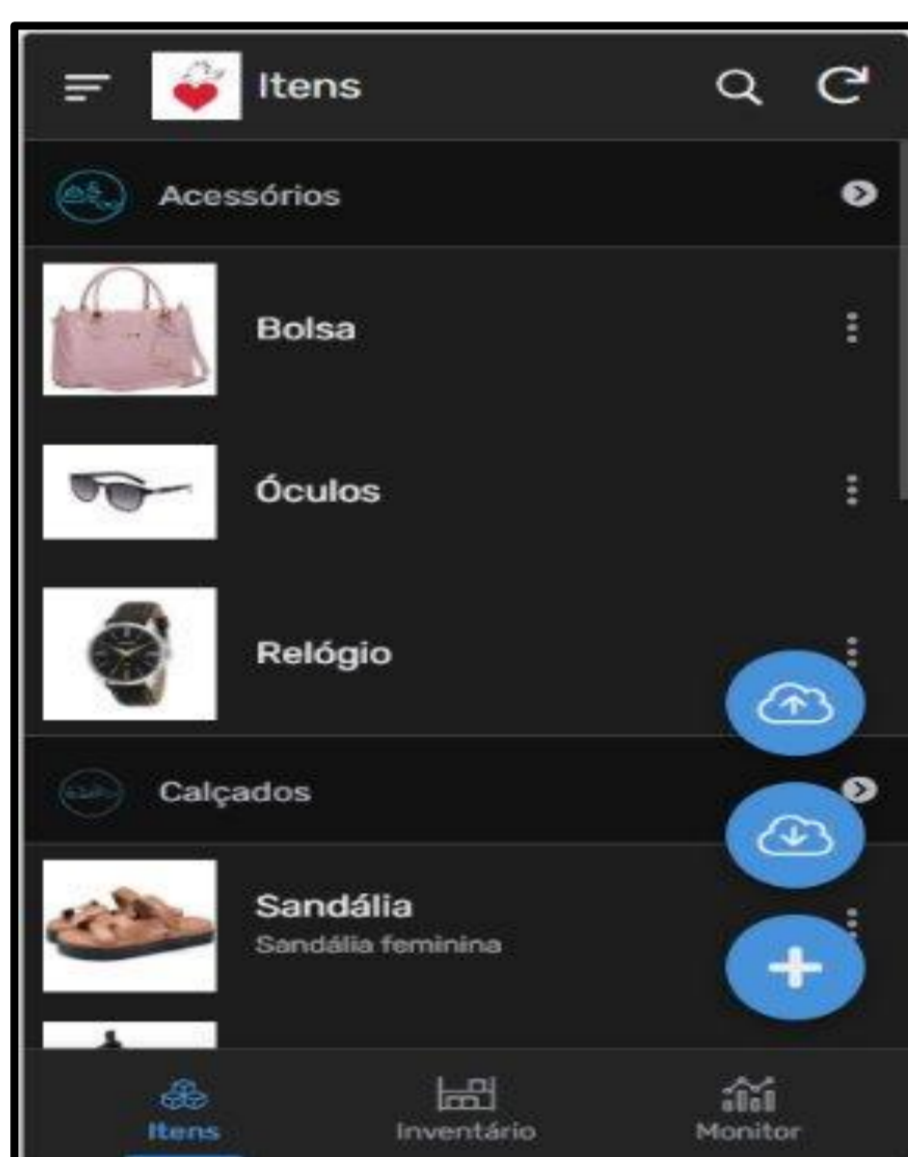 Itens
Acessórios
Bolsa
Óculos
Relógio
Calçados
Sandália
Sandália feminina
Itens
Inventário
Monitor